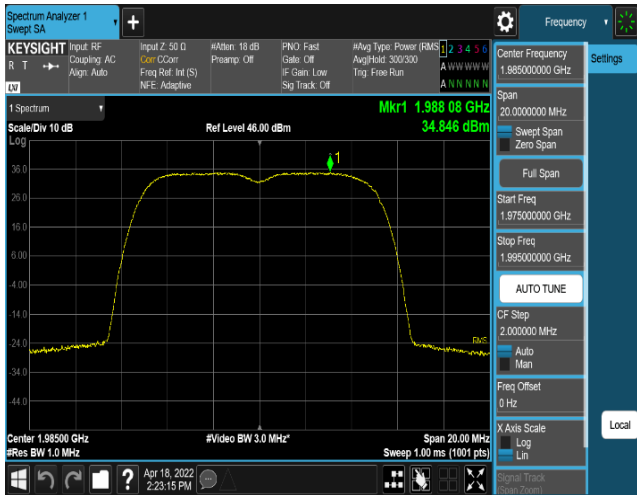 Spectrum Analyzer 1
Swept SA
Frequency
KEYSIGHT
R T
LXI
Input: RF
Coupling: AC
Align: Auto
Input Z: 50 Ω
Corr CCorr
Freq Ref: Int (S)
NFE: Adaptive
#Atten: 18 dB
Preamp: Off
PNO: Fast
Gate: Off
IF Gain: Low
Sig Track: Off
#Avg Type: Power (RMS
Avg|Hold: 300/300
Trig: Free Run
1 2 3 4 5 6
A W W W W W
A N N N N N
Center Frequency
1.985000000 GHz
Settings
Span
20.0000000 MHz
Swept Span
Zero Span
Full Span
Start Freq
1.975000000 GHz
Stop Freq
1.995000000 GHz
AUTO TUNE
CF Step
2.000000 MHz
Auto
Man
Freq Offset
0 Hz
X Axis Scale
Log
Lin
Signal Track
(Span Zoom)
Local
1 Spectrum
Scale/Div 10 dB
Log
Ref Level 46.00 dBm
Mkr1 1.988 08 GHz
34.846 dBm
1
36.0
26.0
16.0
6.00
-4.00
-14.0
-24.0
-34.0
-44.0
RMS
Center 1.98500 GHz
#Res BW 1.0 MHz
#Video BW 3.0 MHz*
Span 20.00 MHz
Sweep 1.00 ms (1001 pts)
Apr 18, 2022
2:23:15 PM